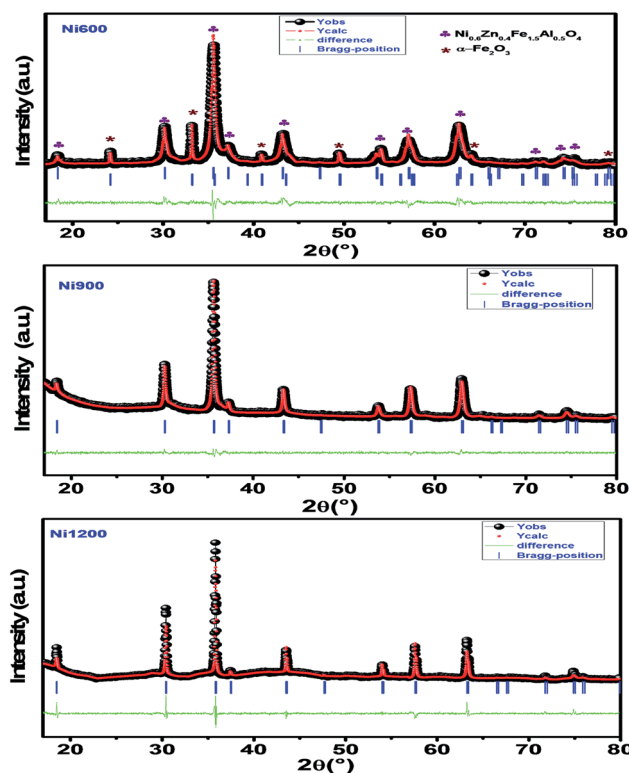 Ni600
Yobs
Ycalc
difference
Bragg-position
♣ Ni0.6Zn0.4Fe1.5Al0.5O4
* α−Fe2O3
Intensity (a.u.)
20 30 40 50 60 70 80
2θ(°)
Ni900
Yobs
Ycalc
difference
Bragg-position
Intensity (a.u.)
20 30 40 50 60 70 80
2θ(°)
Ni1200
Yobs
Ycalc
difference
Bragg-position
Intensity (a.u.)
20 30 40 50 60 70 80
2θ(°)